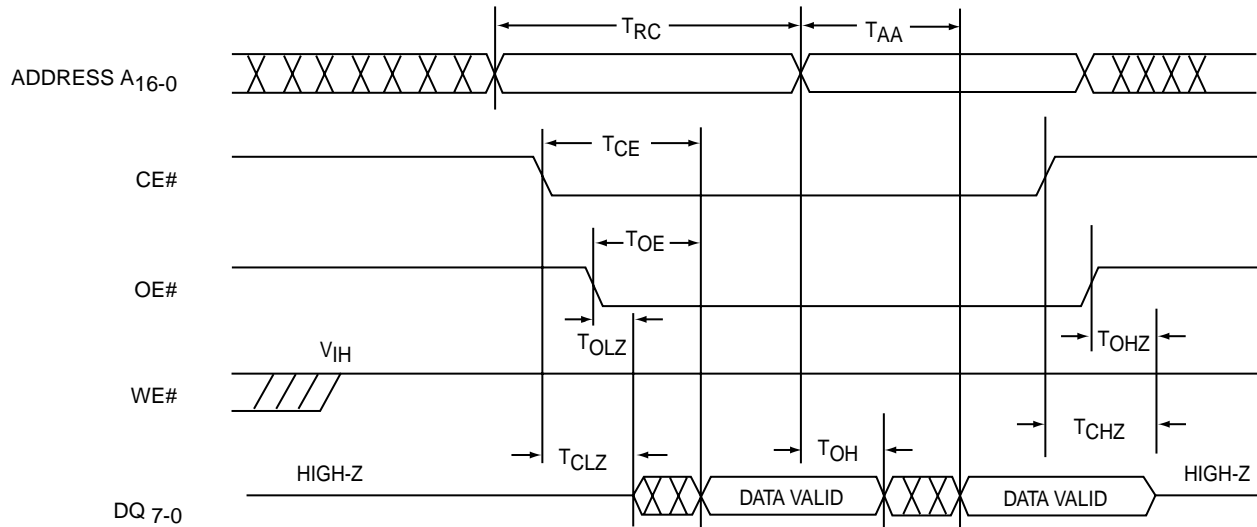 TRC
TAA
ADDRESS A16-0
TCE
CE#
TOE
OE#
TOLZ
TOHZ
VIH
WE#
TCLZ
TOH
TCHZ
HIGH-Z
HIGH-Z
DATA VALID
DATA VALID
DQ 7-0